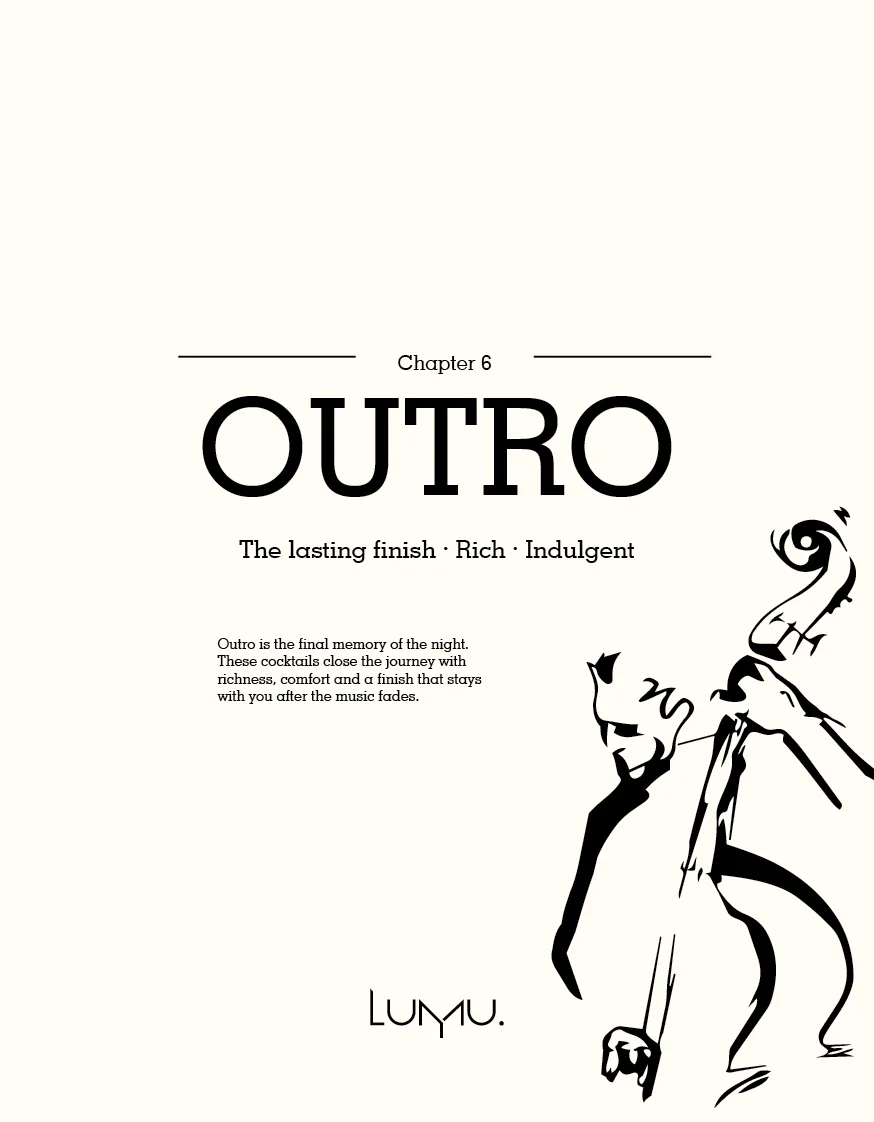 Chapter 6
OUTRO
The lasting finish · Rich · Indulgent
Outro is the final memory of the night.
These cocktails close the journey with
richness, comfort and a finish that stays
with you after the music fades.
LUMU.